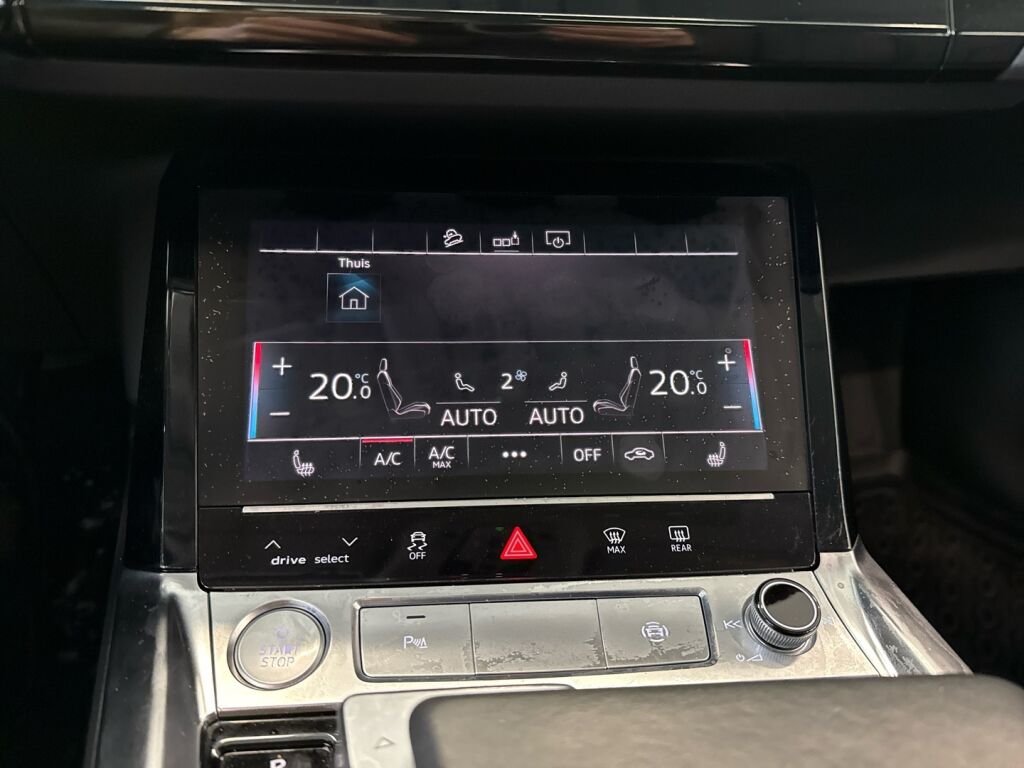 Thuis
+ 20.0 °C 2 20.0 °C +
− AUTO AUTO −
A/C A/C MAX ••• OFF
drive select OFF MAX REAR
START
STOP
P
R